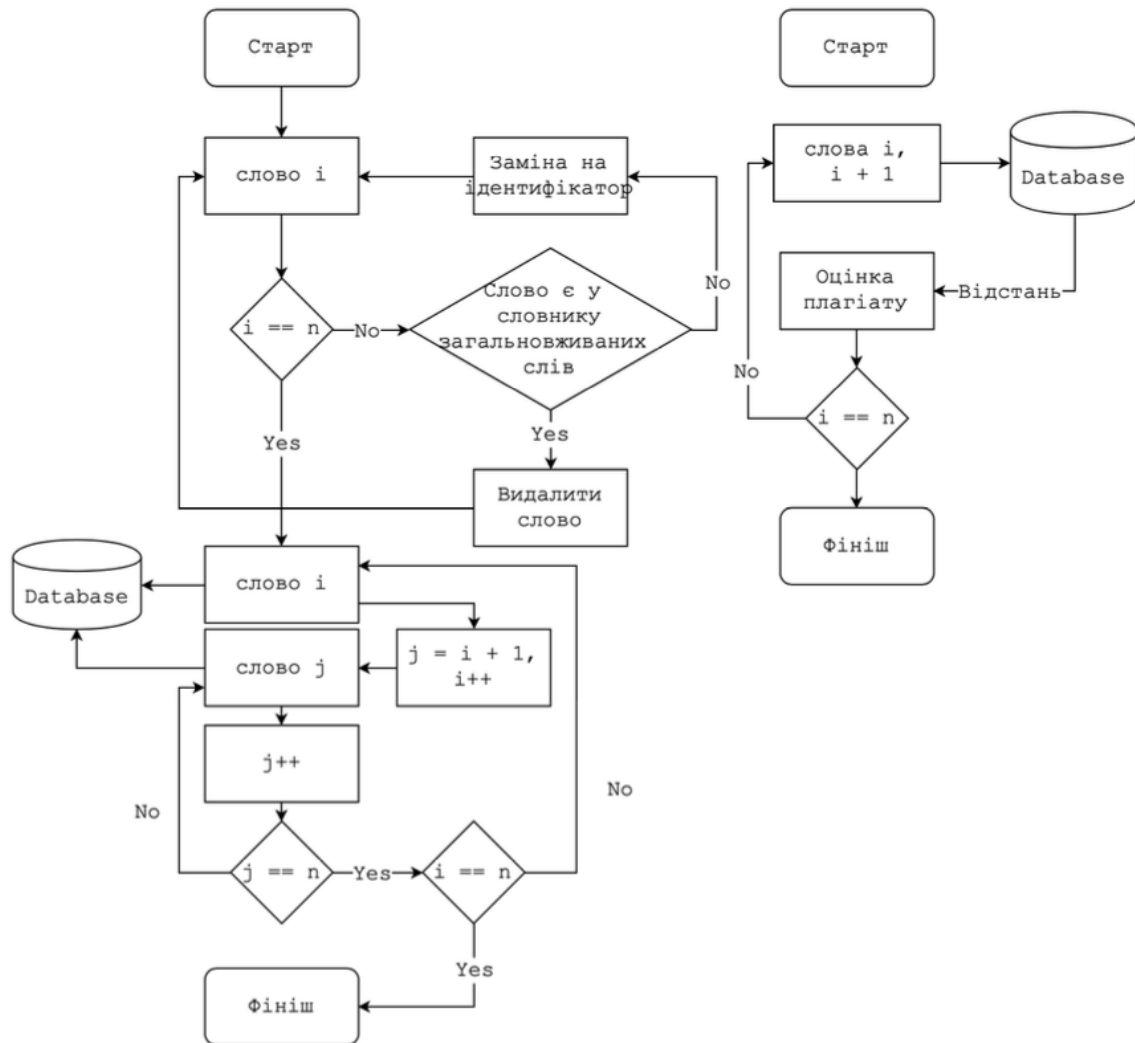 Старт
слово i
Заміна на
ідентифікатор
i == n
No
Слово є у
словнику
загальновживаних
слів
No
Yes
Yes
Видалити
слово
Database
слово i
j = i + 1,
i++
слово j
j++
No
No
j == n
Yes
i == n
Yes
Фініш
Старт
слова i,
i + 1
Database
Оцінка
плагіату
Відстань
No
i == n
Фініш